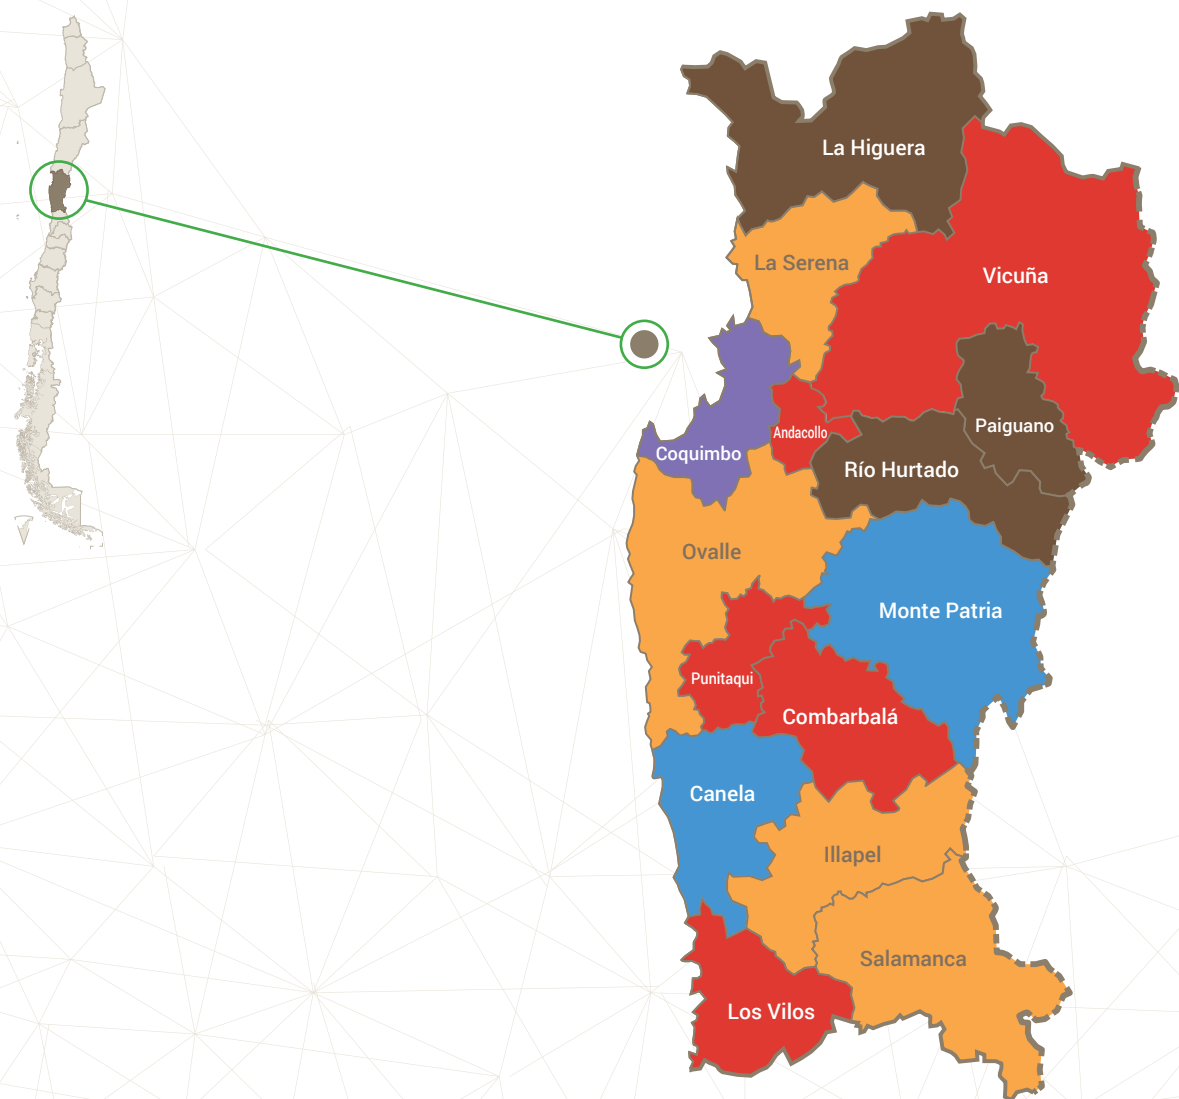 La Higuera
La Serena
Vicuña
Paiguano
Andacollo
Coquimbo
Río Hurtado
Ovalle
Monte Patria
Punitaqui
Combarbalá
Canela
Illapel
Salamanca
Los Vilos